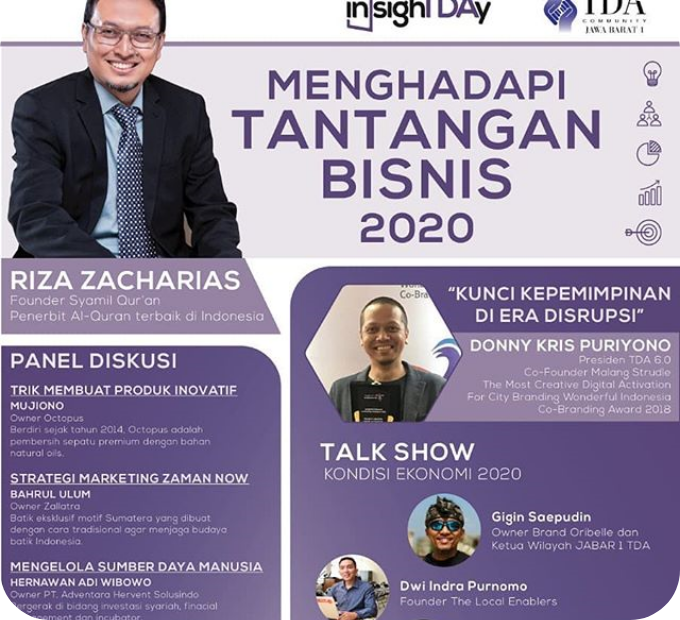 insighTDAy
TDA
COMMUNITY
JAWA BARAT 1
MENGHADAPI
TANTANGAN
BISNIS
2020
RIZA ZACHARIAS
Founder Syamil Qur'an
Penerbit Al-Quran terbaik di Indonesia
PANEL DISKUSI
TRIK MEMBUAT PRODUK INOVATIF
MUJIONO
Owner Octopus
Berdiri sejak tahun 2014, Octopus adalah
pembersih sepatu premium dengan bahan
natural oils.
STRATEGI MARKETING ZAMAN NOW
BAHRUL ULUM
Owner Zallatra
Batik eksklusif motif Sumatera yang dibuat
dengan cara tradisional agar menjaga budaya
batik Indonesia.
MENGELOLA SUMBER DAYA MANUSIA
HERNAWAN ADI WIBOWO
Owner PT. Adventara Hervent Solusindo
bergerak di bidang investasi syariah, finacial
dan incubator
Co-Bra
"KUNCI KEPEMIMPINAN
DI ERA DISRUPSI"
DONNY KRIS PURIYONO
Presiden TDA 6.0
Co-Founder Malang Strudle
The Most Creative Digital Activation
For City Branding Wonderful Indonesia
Co-Branding Award 2018
TALK SHOW
KONDISI EKONOMI 2020
Gigin Saepudin
Owner Brand Oribelle dan
Ketua Wilayah JABAR 1 TDA
Dwi Indra Purnomo
Founder The Local Enablers